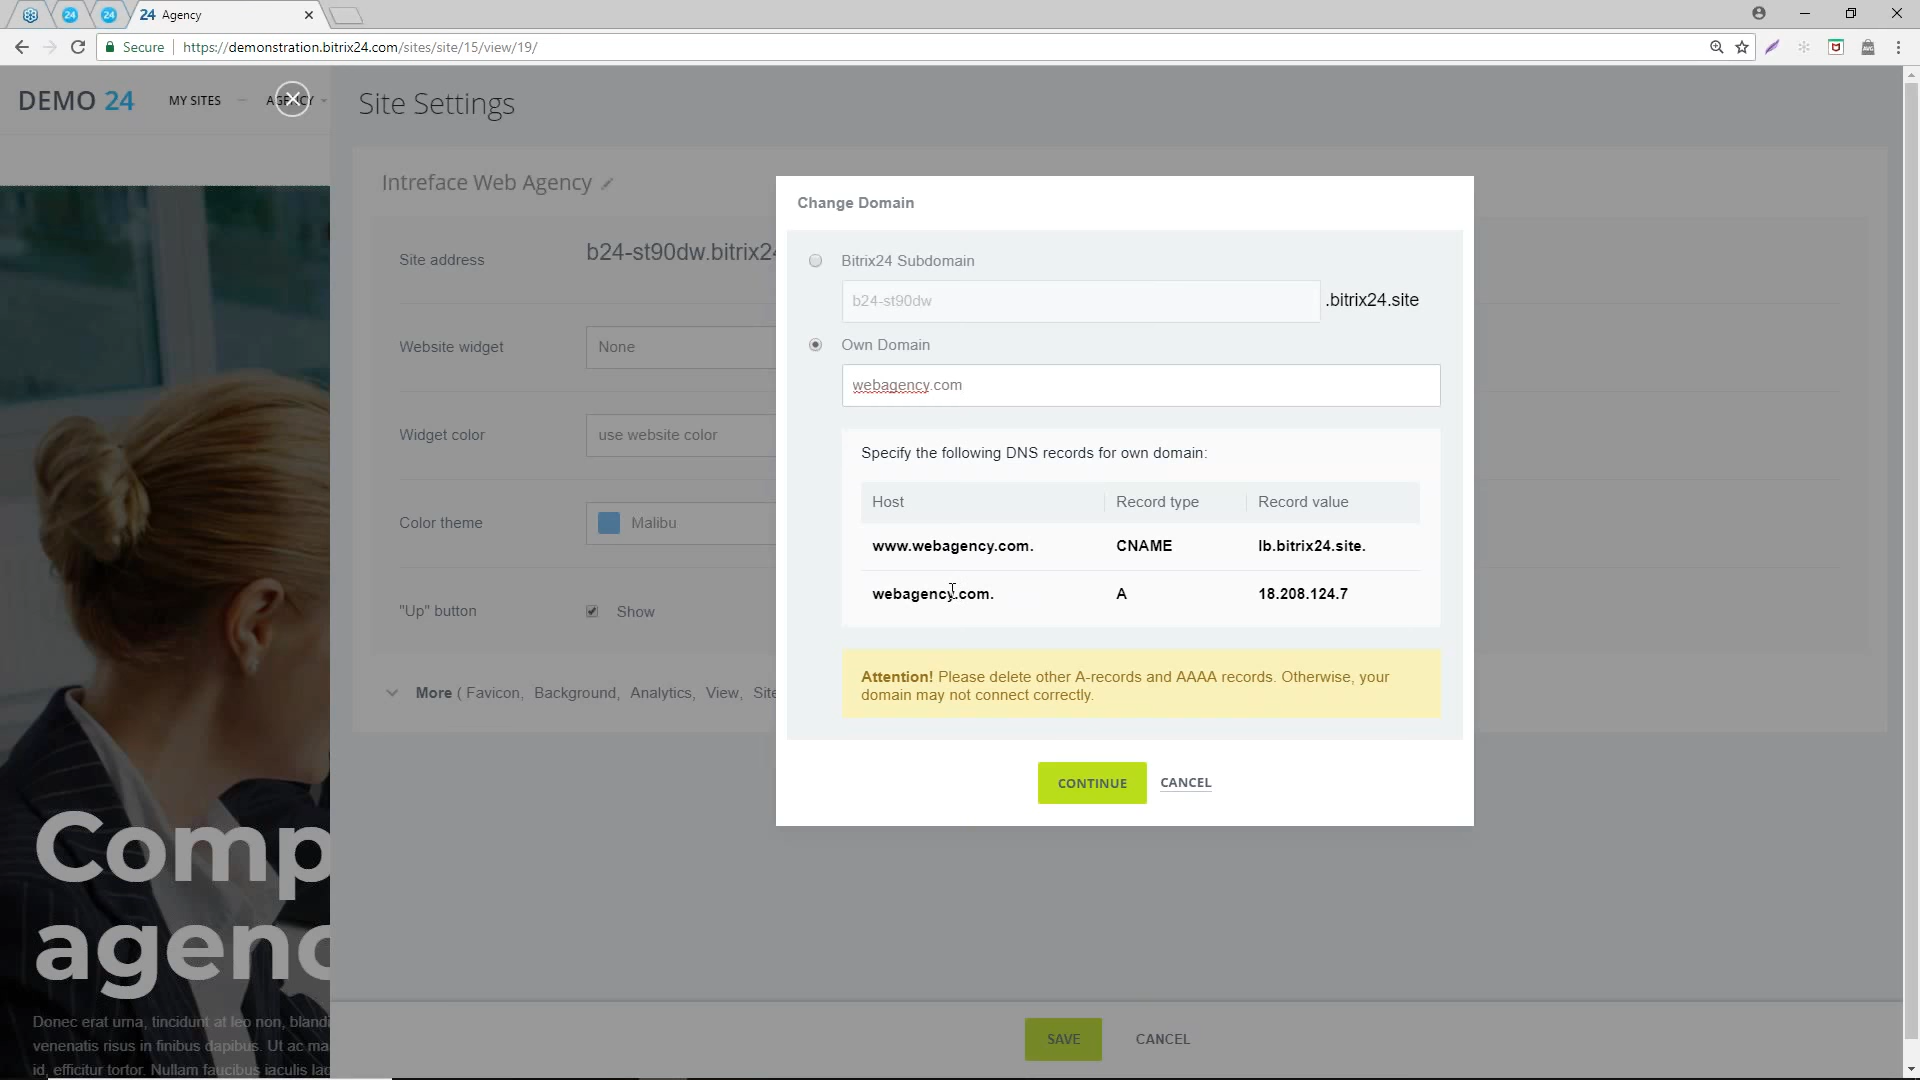 24 Agency
Secure https://demonstration.bitrix24.com/sites/site/15/view/19/
DEMO 24
MY SITES
AGENCY
Site Settings
Intreface Web Agency
Site address
b24-st90dw.bitrix24
Website widget
None
Widget color
use website color
Color theme
Malibu
"Up" button
Show
More ( Favicon, Background, Analytics, View, Site
Change Domain
Bitrix24 Subdomain
b24-st90dw
.bitrix24.site
Own Domain
webagency.com
Specify the following DNS records for own domain:
Host Record type Record value
www.webagency.com. CNAME lb.bitrix24.site.
webagency.com. A 18.208.124.7
Attention! Please delete other A-records and AAAA records. Otherwise, your
domain may not connect correctly.
CONTINUE CANCEL
Comp
agenc
Donec erat urna, tincidunt at leo non, blandi
venenatis risus in finibus dapibus. Ut ac ma
id, efficitur tortor. Nullam faucibus iaculis lac
SAVE CANCEL